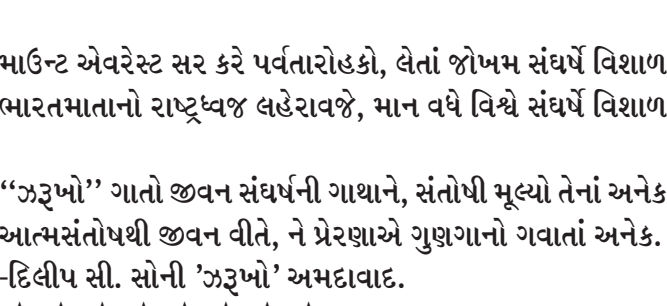 માઉન્ટ એવરેસ્ટ સર કરે પર્વતારોહકો, લેતાં જોખમ સંઘર્ષે વિશાળ
ભારતમાતાનો રાષ્ટ્રધ્વજ લહેરાવજે, માન વધે વિશ્વે સંઘર્ષે વિશાળ
‘‘ઝરૂખો’’ ગાતો જીવન સંઘર્ષની ગાથાને, સંતોષી મૂલ્યો તેનાં અનેક
આત્મસંતોષથી જીવન વીતે, ને પ્રેરણાએ ગુણગાનો ગવાતાં અનેક.
-દિલીપ સી. સોની ’ઝરૂખો’ અમદાવાદ.